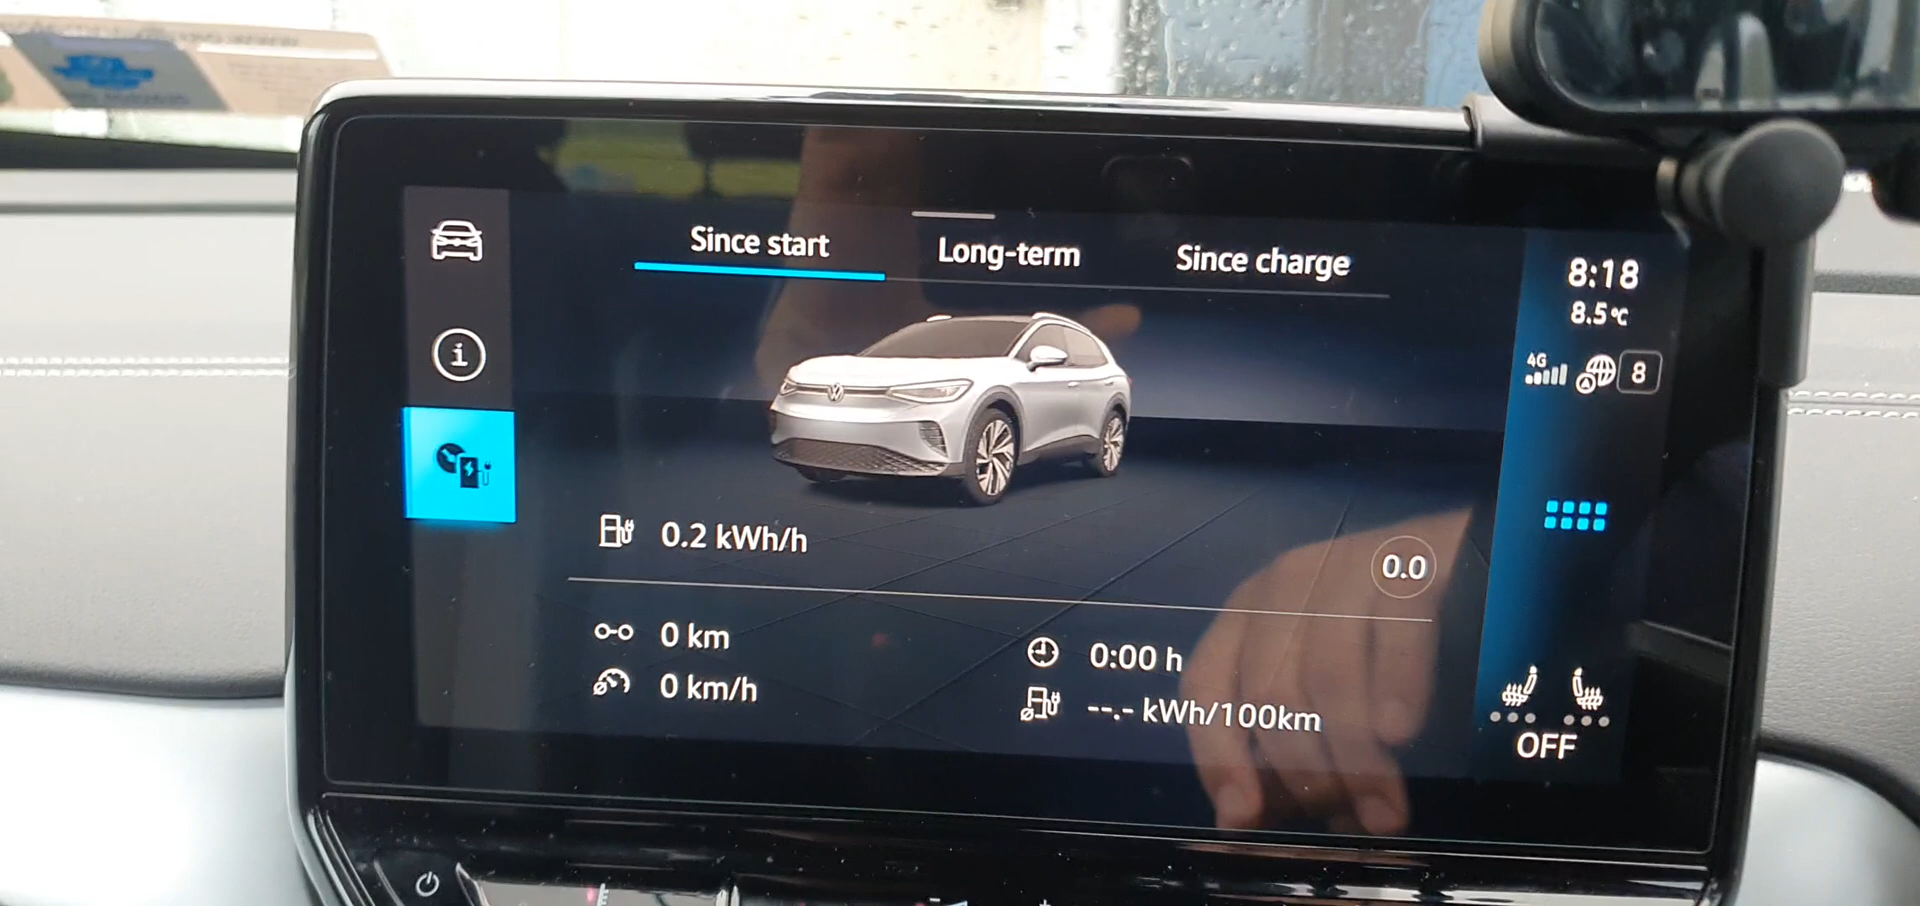 Since start
Long-term
Since charge
8:18
8.5°C
4G
8
0.2 kWh/h
0.0
0 km
0:00 h
0 km/h
--.- kWh/100km
OFF